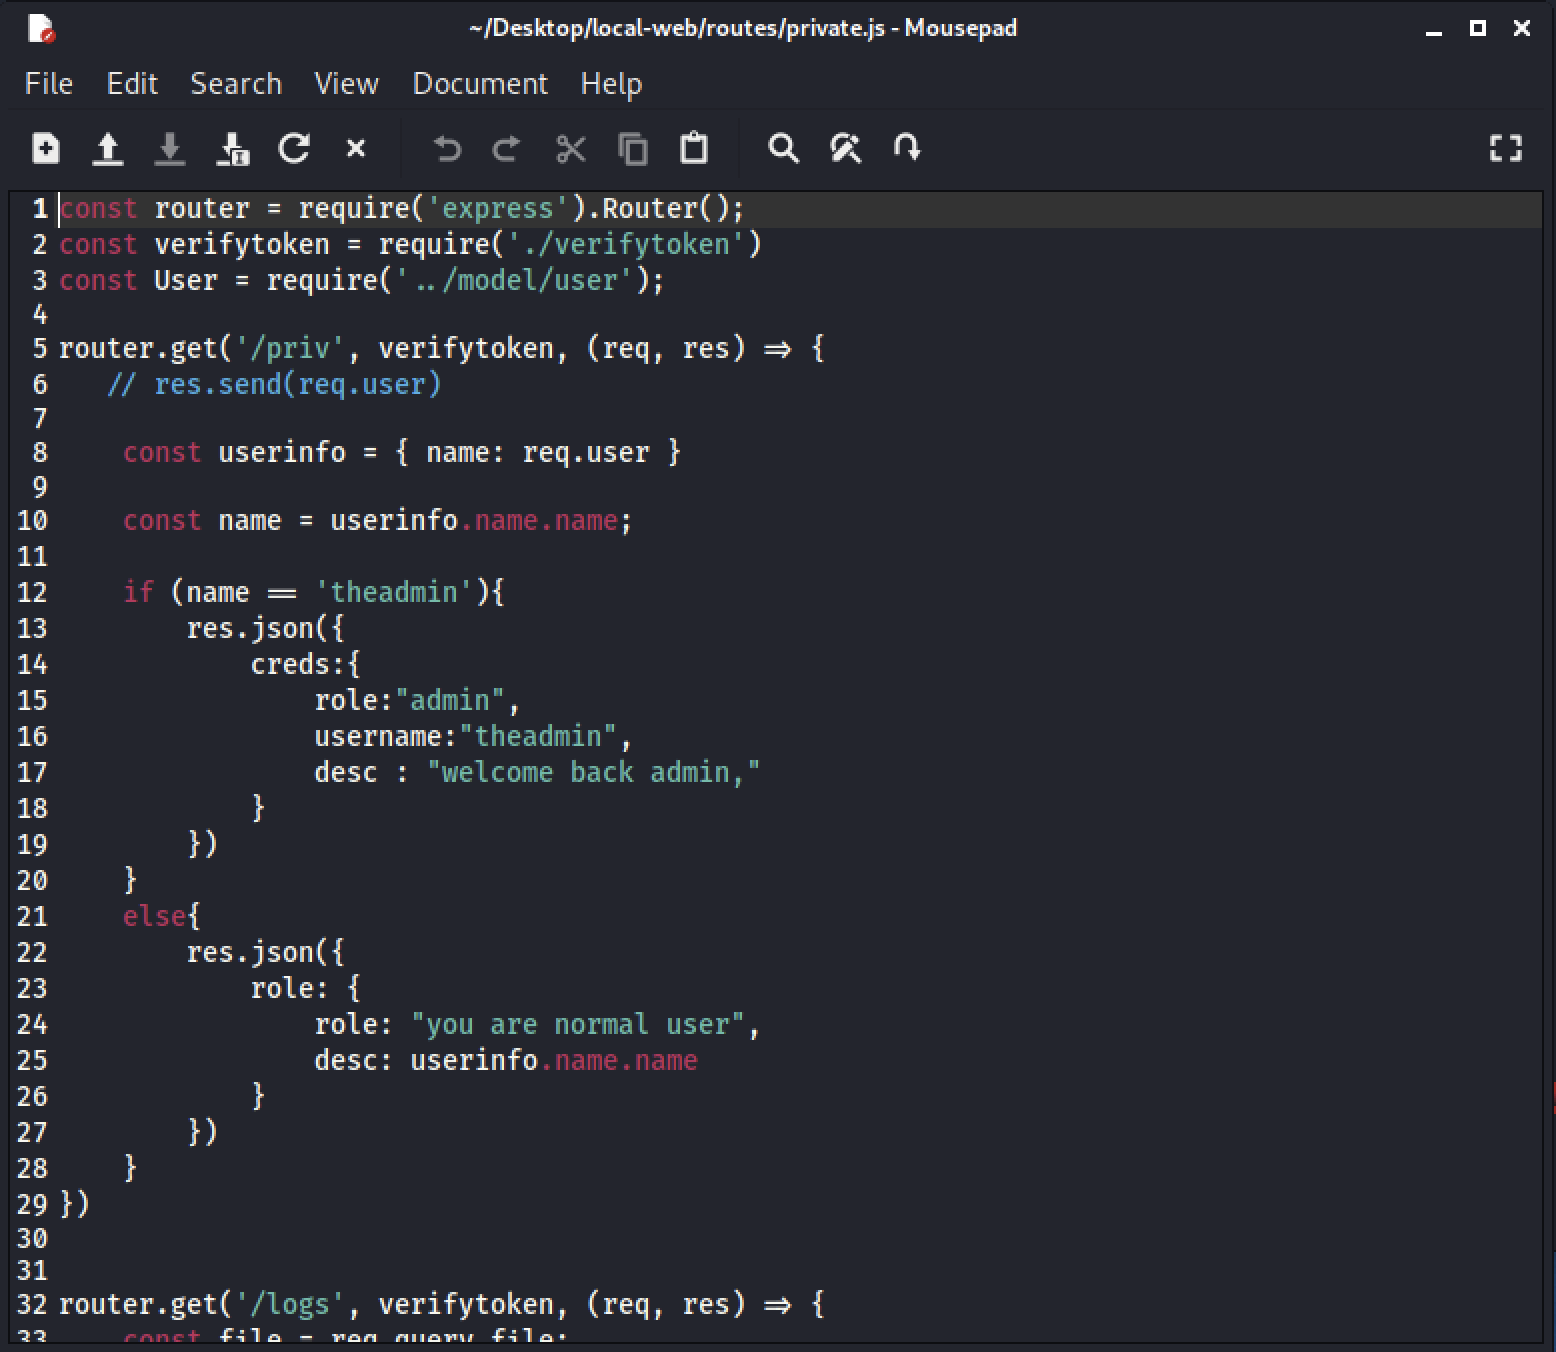 ~/Desktop/local-web/routes/private.js - Mousepad
File Edit Search View Document Help
1 const router = require('express').Router();
2 const verifytoken = require('./verifytoken')
3 const User = require('../model/user');
4
5 router.get('/priv', verifytoken, (req, res) => {
6    // res.send(req.user)
7
8     const userinfo = { name: req.user }
9
10     const name = userinfo.name.name;
11
12     if (name == 'theadmin'){
13         res.json({
14             creds:{
15                 role:"admin",
16                 username:"theadmin",
17                 desc : "welcome back admin,"
18             }
19         })
20     }
21     else{
22         res.json({
23             role: {
24                 role: "you are normal user",
25                 desc: userinfo.name.name
26             }
27         })
28     }
29 })
30
31
32 router.get('/logs', verifytoken, (req, res) => {
33     const file = req.query.file;